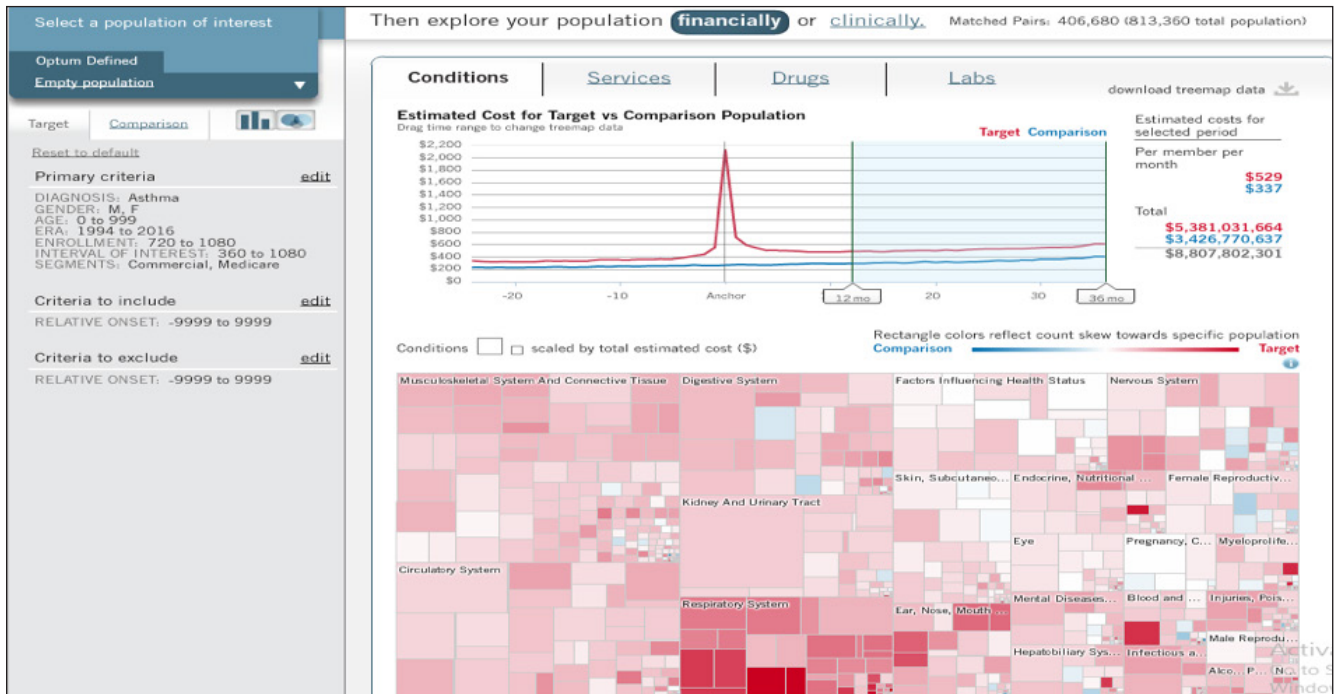 Select a population of interest
Optum Defined
Empty population
Target Comparison
Reset to default
Primary criteria edit
DIAGNOSIS: Asthma
GENDER: M, F
AGE: 0 to 999
ERA: 1994 to 2016
ENROLLMENT: 720 to 1080
INTERVAL OF INTEREST: 360 to 1080
SEGMENTS: Commercial, Medicare
Criteria to include edit
RELATIVE ONSET: -9999 to 9999
Criteria to exclude edit
RELATIVE ONSET: -9999 to 9999
Then explore your population financially or clinically. Matched Pairs: 406,680 (813,360 total population)
Conditions Services Drugs Labs
download treemap data
Estimated Cost for Target vs Comparison Population
Drag time range to change treemap data
Target Comparison
$2,200
$2,000
$1,800
$1,600
$1,400
$1,200
$1,000
$800
$600
$400
$200
$0
-20 -10 Anchor 12 mo 20 30 36 mo
Estimated costs for
selected period
Per member per
month
$529
$337
Total
$5,381,031,664
$3,426,770,637
$8,807,802,301
Conditions scaled by total estimated cost ($)
Rectangle colors reflect count skew towards specific population
Comparison Target
Musculoskeletal System And Connective Tissue Digestive System Factors Influencing Health Status Nervous System
Skin, Subcutaneo... Endocrine, Nutritional ... Female Reproductiv...
Kidney And Urinary Tract
Eye Pregnancy, C... Myeloprolife...
Circulatory System
Respiratory System Ear, Nose, Mouth ... Mental Diseases... Blood and ... Injuries, Pois...
Male Reprodu...
Hepatobiliary Sys... Infectious a...
Alco... P... (N...
Activ
to S
Windo